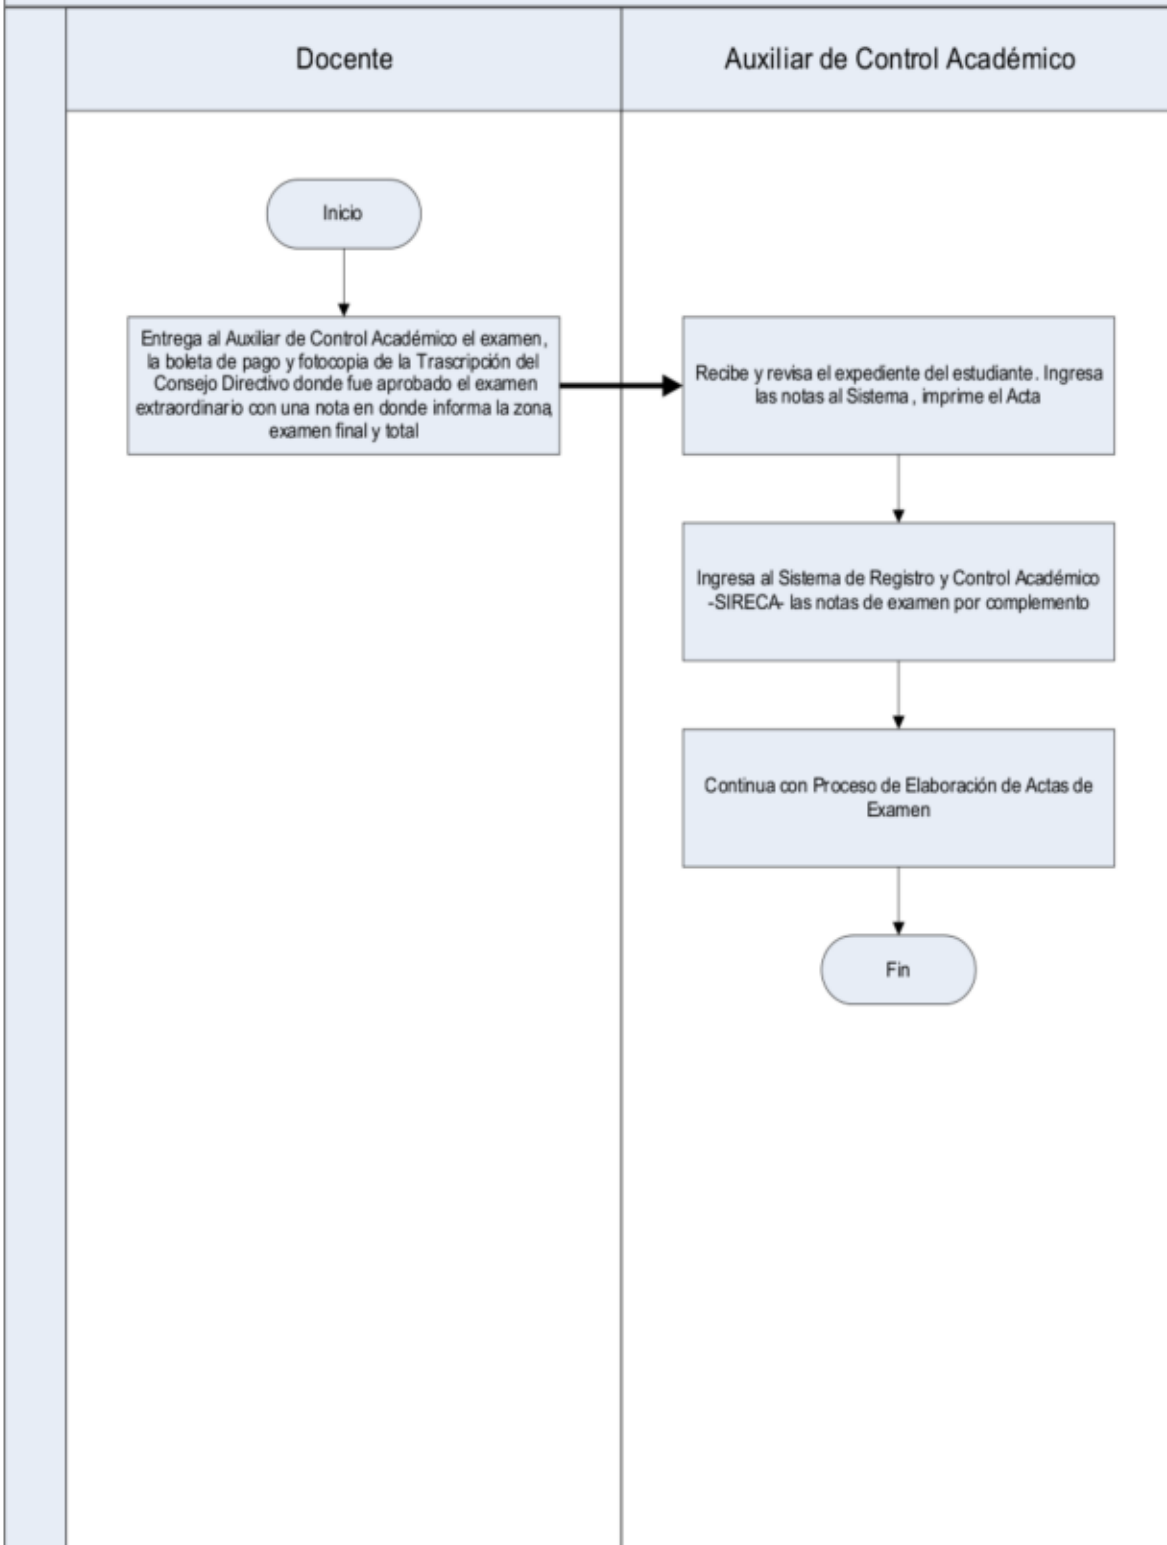 Docente
Auxiliar de Control Académico
Inicio
Entrega al Auxiliar de Control Académico el examen,
la boleta de pago y fotocopia de la Trascripción del
Consejo Directivo donde fue aprobado el examen
extraordinario con una nota en donde informa la zona,
examen final y total
Recibe y revisa el expediente del estudiante. Ingresa
las notas al Sistema, imprime el Acta
Ingresa al Sistema de Registro y Control Académico
-SIRECA- las notas de examen por complemento
Continua con Proceso de Elaboración de Actas de
Examen
Fin